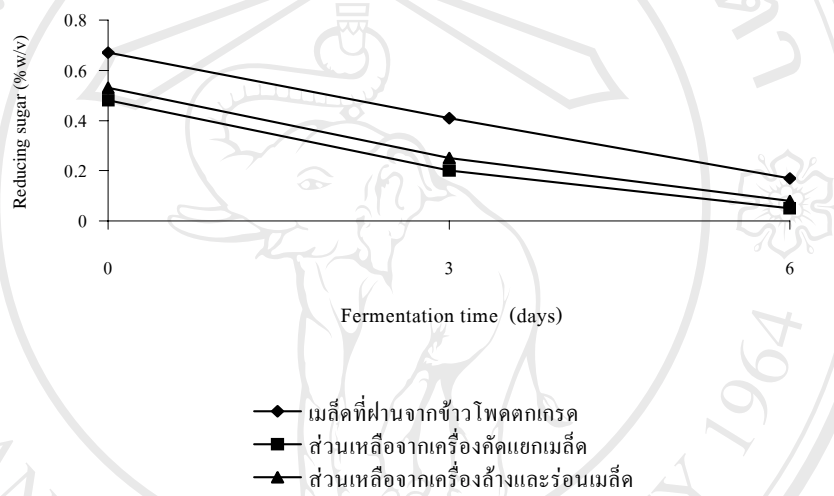 0.8
0.6
0.4
0.2
0
Reducing sugar (% w/v)
0 3 6
Fermentation time (days)
เมล็ดที่ฝานจากข้าวโพดตกเกรด
ส่วนเหลือจากเครื่องคัดแยกเมล็ด
ส่วนเหลือจากเครื่องล้างและร่อนเมล็ด
1964